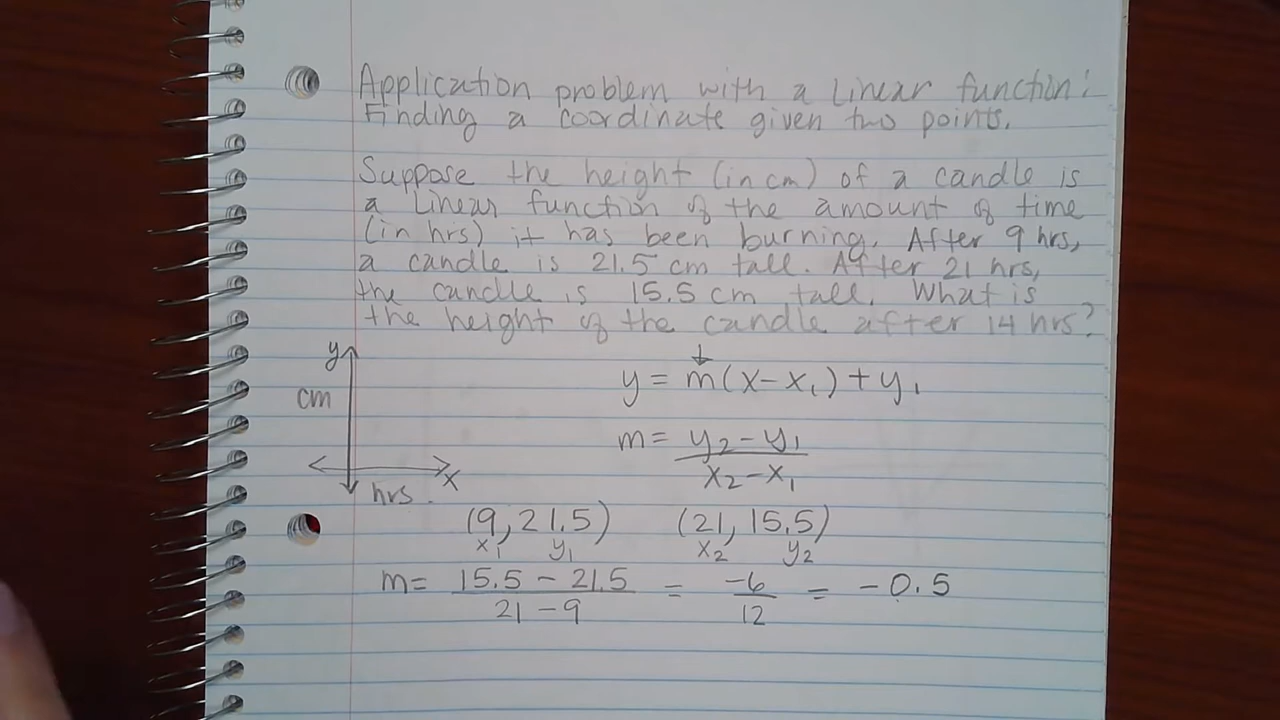 Application problem with a linear function:
Finding a coordinate given two points.
Suppose the height (in cm) of a candle is
a linear function of the amount of time
(in hrs) it has been burning. After 9 hrs,
a candle is 21.5 cm tall. After 21 hrs,
the candle is 15.5 cm tall. What is
the height of the candle after 14 hrs?
y
cm
x
hrs.
y = m(x-x₁) + y₁
m = (y₂-y₁)/(x₂-x₁)
(9, 21.5) (21, 15.5)
x₁ y₁ x₂ y₂
m = (15.5 - 21.5)/(21 - 9) = -6/12 = -0.5